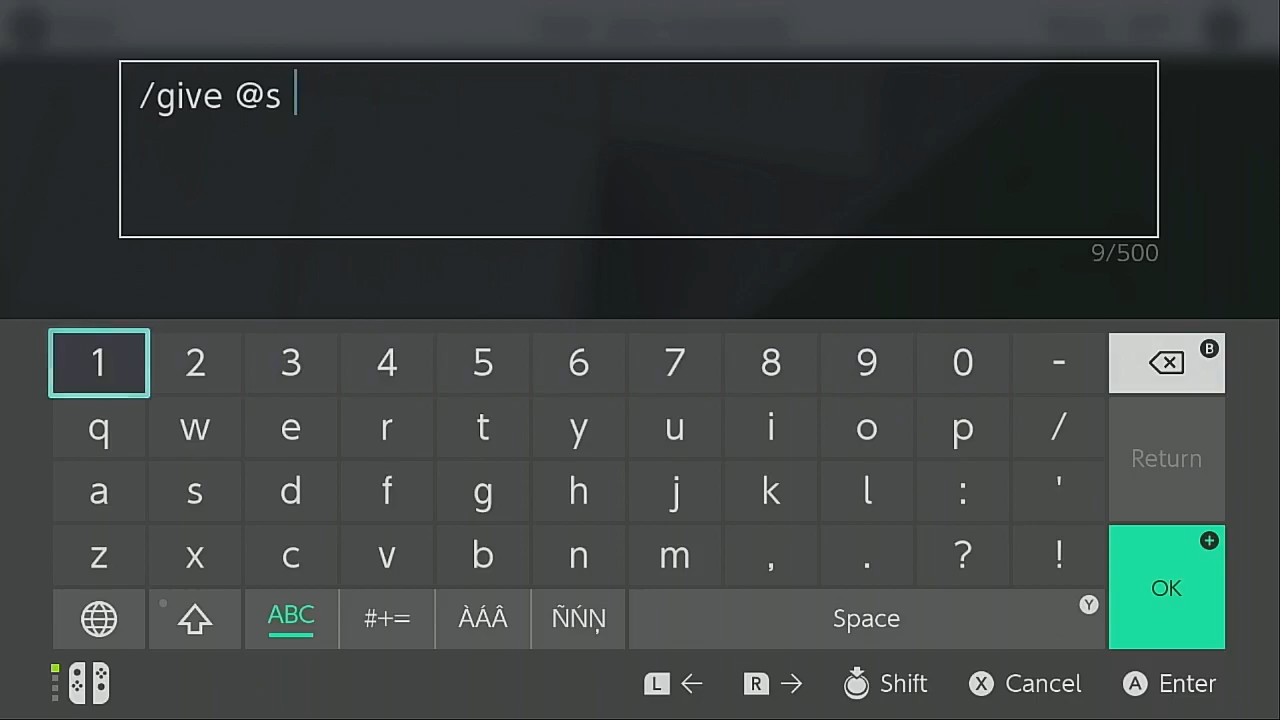 /give @s
9/500
1 2 3 4 5 6 7 8 9 0 - B
q w e r t y u i o p /
Return
a s d f g h j k l : '
z x c v b n m , . ? !
OK
ABC #+= ÀÁÂ ÑŃŅ Space Y
L ← R → Shift X Cancel A Enter